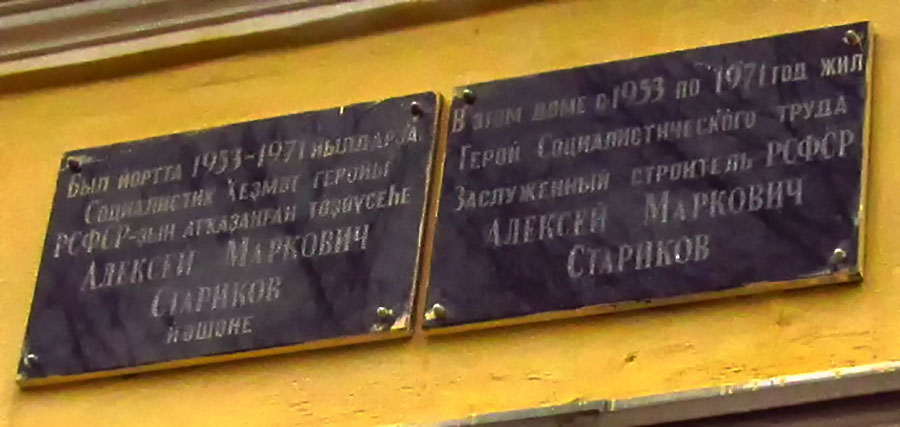 Был йортта 1953-1971 йылдарҙа
Социалистик Хеҙмәт Геройы
РСФСР-ҙың атҡаҙанған төҙөүсеһе
Алексей Маркович
Стариков
йәшәне
В этом доме с 1953 по 1971 год жил
Герой Социалистического Труда
Заслуженный строитель РСФСР
Алексей Маркович
Стариков